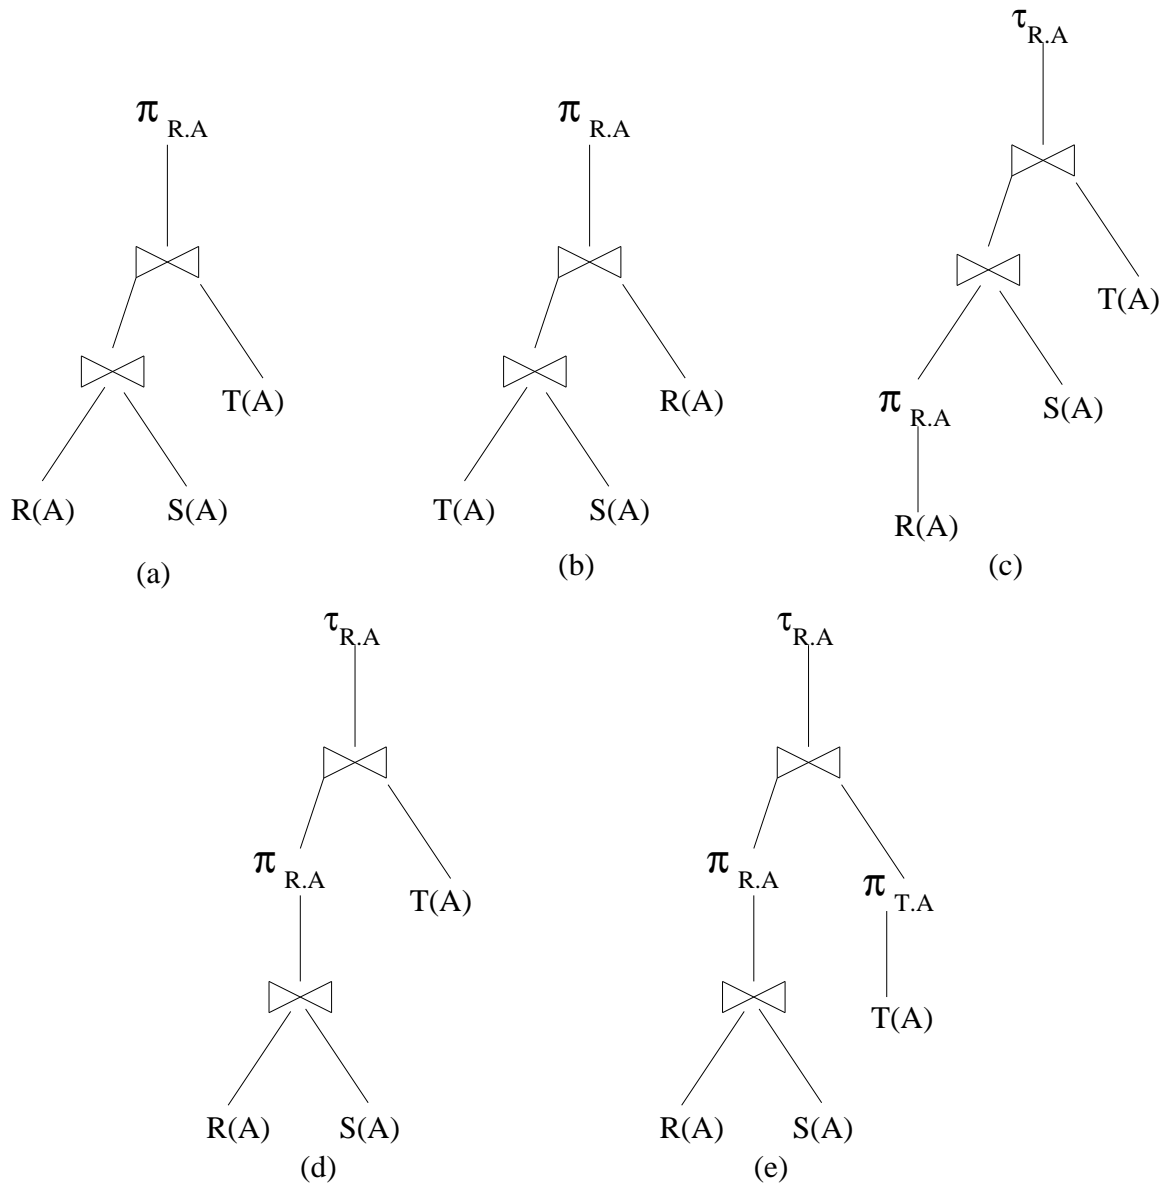 π R.A
T(A)
R(A) S(A)
(a)
π R.A
R(A)
T(A) S(A)
(b)
τ R.A
T(A)
π R.A S(A)
R(A)
(c)
τ R.A
π R.A T(A)
R(A) S(A)
(d)
τ R.A
π R.A π T.A
T(A)
R(A) S(A)
(e)